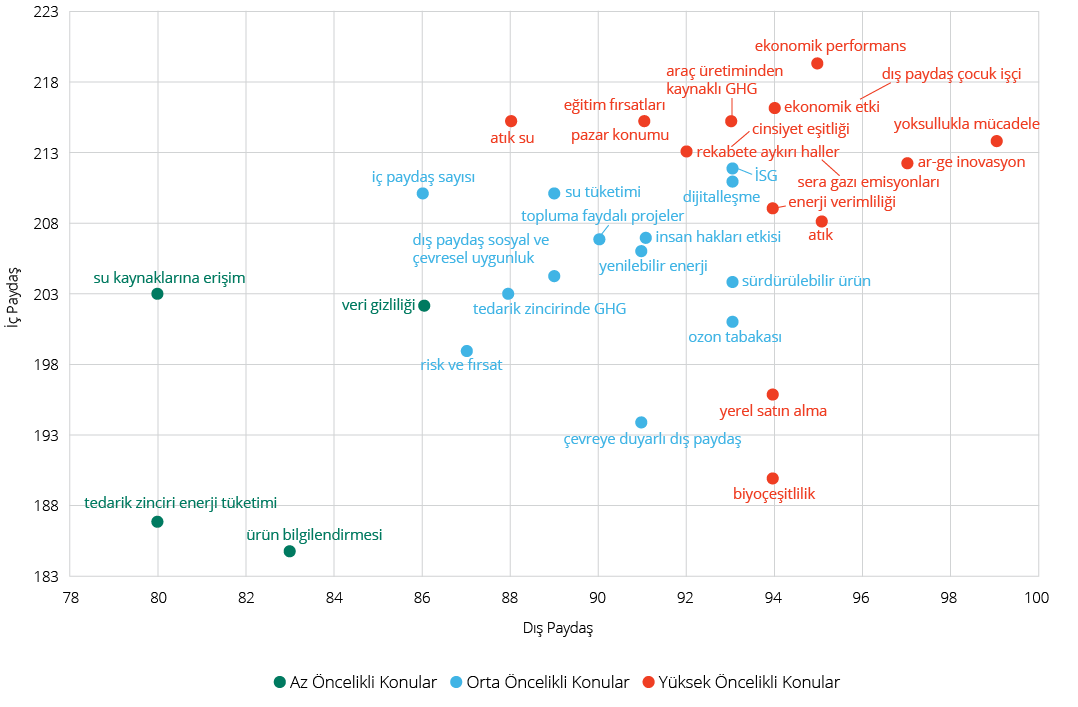 223
218
213
208
203
198
193
188
183
İç Paydaş
ekonomik performans
araç üretiminden
kaynaklı GHG
dış paydaş çocuk işçi
eğitim fırsatları
ekonomik etki
atık su
pazar konumu
cinsiyet eşitliği
yoksullukla mücadele
rekabete aykırı haller
ar-ge inovasyon
iç paydaş sayısı
İSG
sera gazı emisyonları
su tüketimi
dijitalleşme
enerji verimliliği
topluma faydalı projeler
atık
dış paydaş sosyal ve
çevresel uygunluk
insan hakları etkisi
yenilebilir enerji
su kaynaklarına erişim
sürdürülebilir ürün
veri gizliliği
tedarik zincirinde GHG
ozon tabakası
risk ve fırsat
yerel satın alma
çevreye duyarlı dış paydaş
biyoçeşitlilik
tedarik zinciri enerji tüketimi
ürün bilgilendirmesi
78 80 82 84 86 88 90 92 94 96 98 100
Dış Paydaş
Az Öncelikli Konular Orta Öncelikli Konular Yüksek Öncelikli Konular